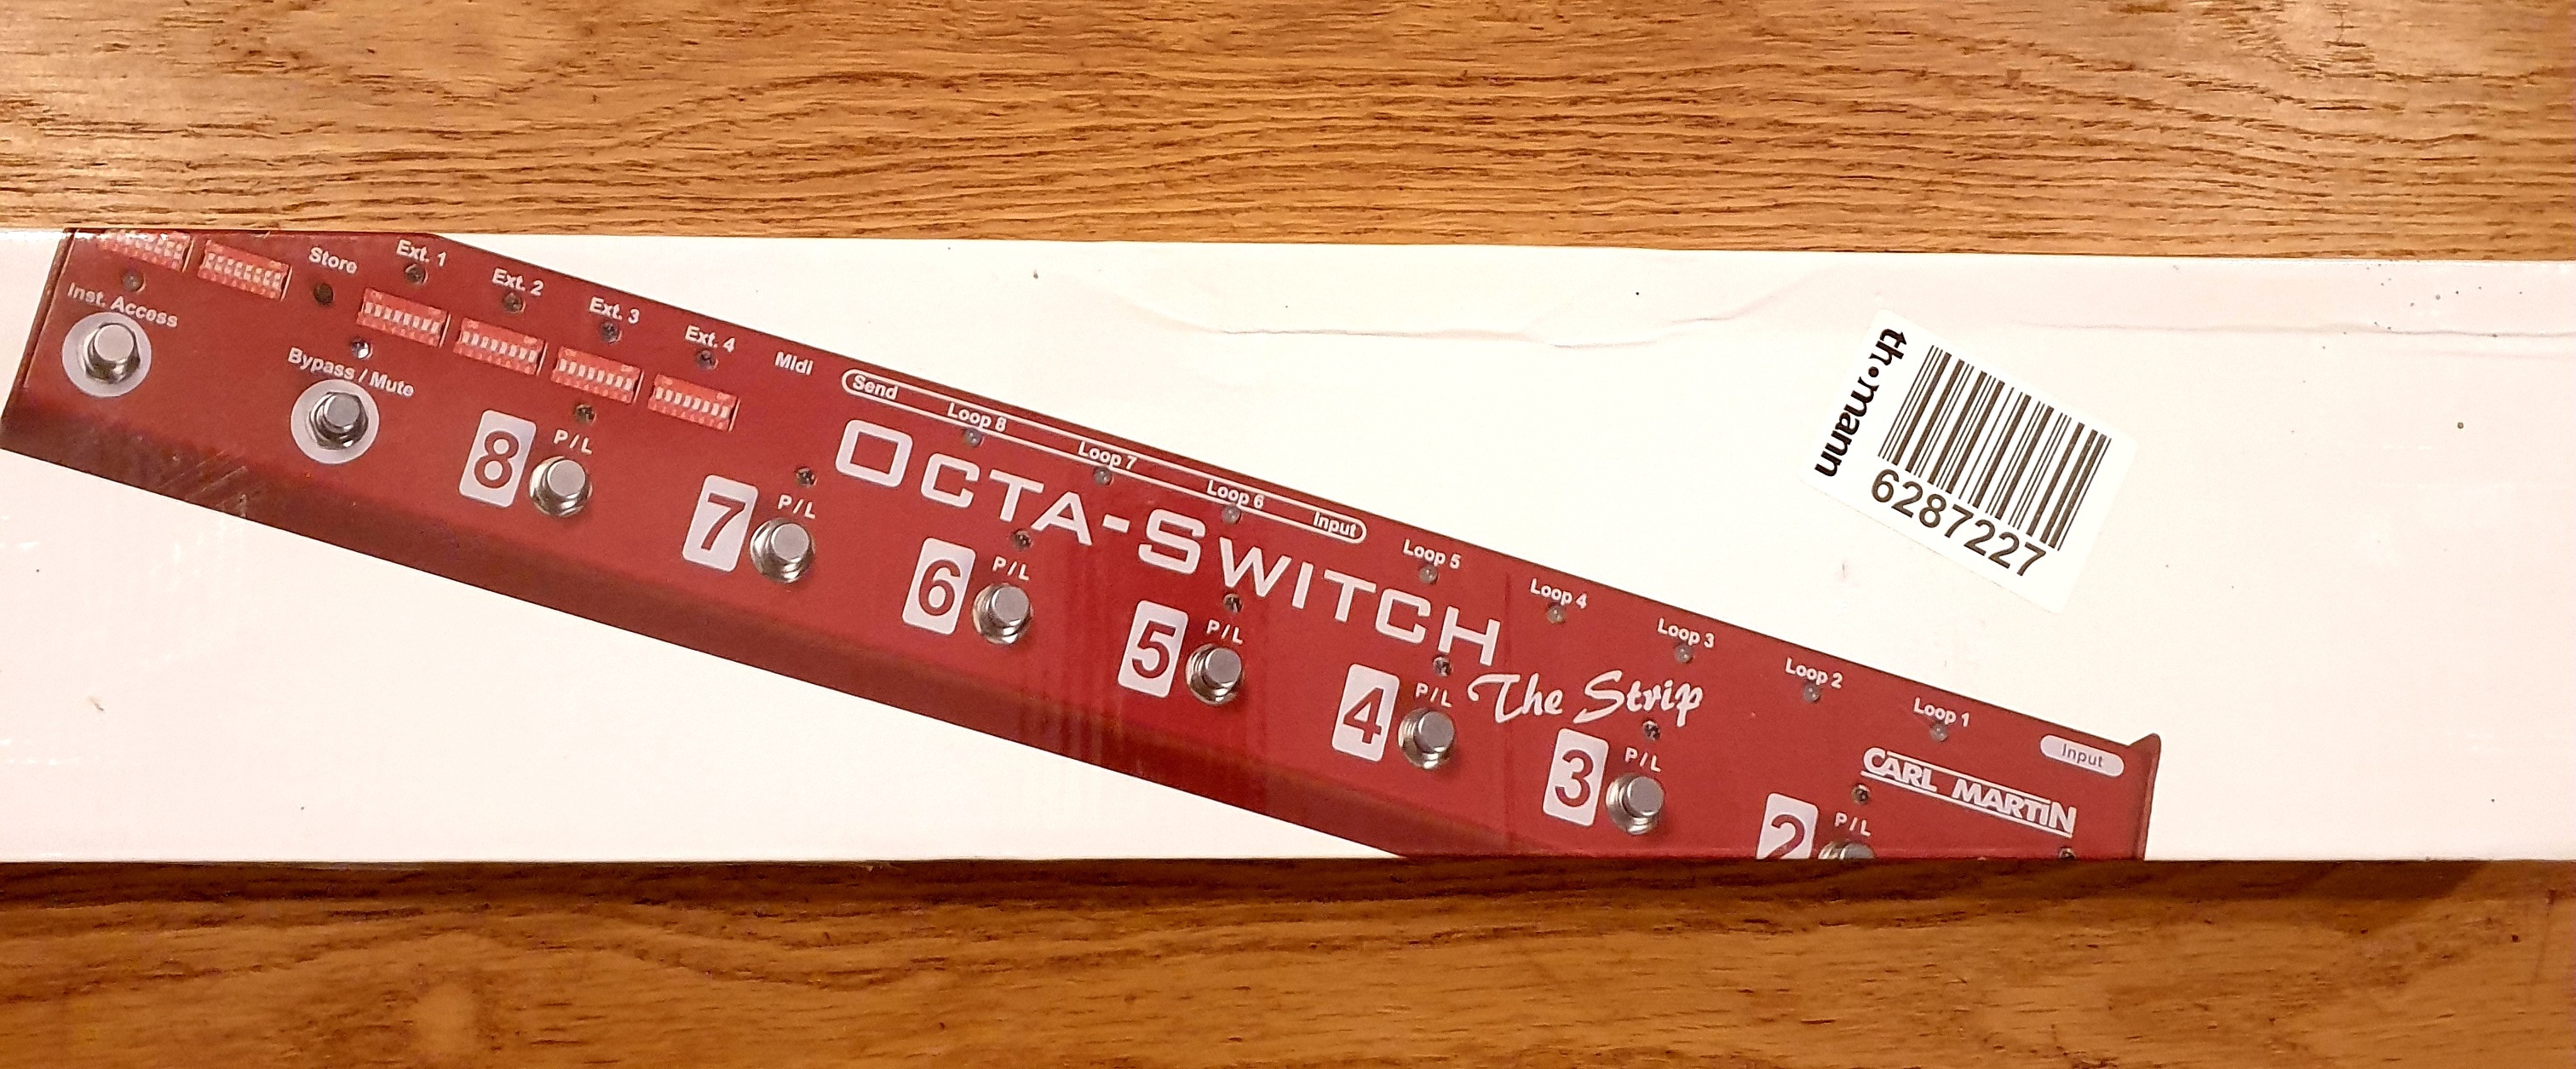 Inst. Access
Store
Bypass / Mute
Ext. 1
Ext. 2
Ext. 3
Ext. 4
Midi
Send
Loop 8
Loop 7
Loop 6
Input
Loop 5
Loop 4
Loop 3
Loop 2
Loop 1
Input
OCTA-SWITCH
The Strip
CARL MARTIN
8 P/L
7 P/L
6 P/L
5 P/L
4 P/L
3 P/L
2 P/L
th•mann
6287227